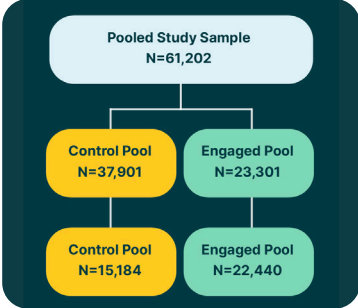 Pooled Study Sample
N=61,202
Control Pool
N=37,901
Engaged Pool
N=23,301
Control Pool
N=15,184
Engaged Pool
N=22,440